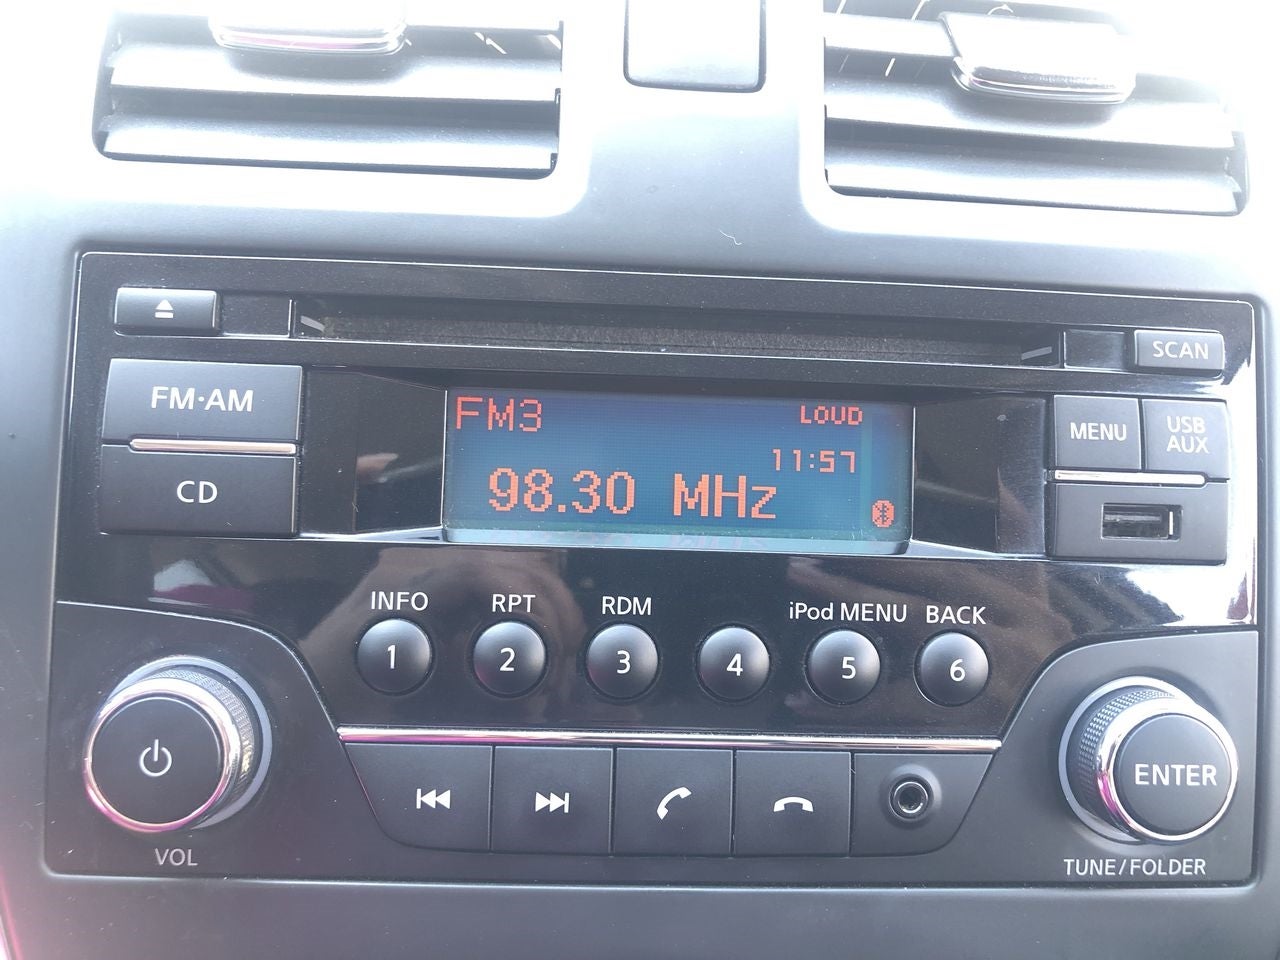 SCAN
FM·AM
CD
FM3 LOUD
11:57
98.30 MHz
MENU
USB
AUX
INFO RPT RDM iPod MENU BACK
1 2 3 4 5 6
VOL
ENTER
TUNE/FOLDER